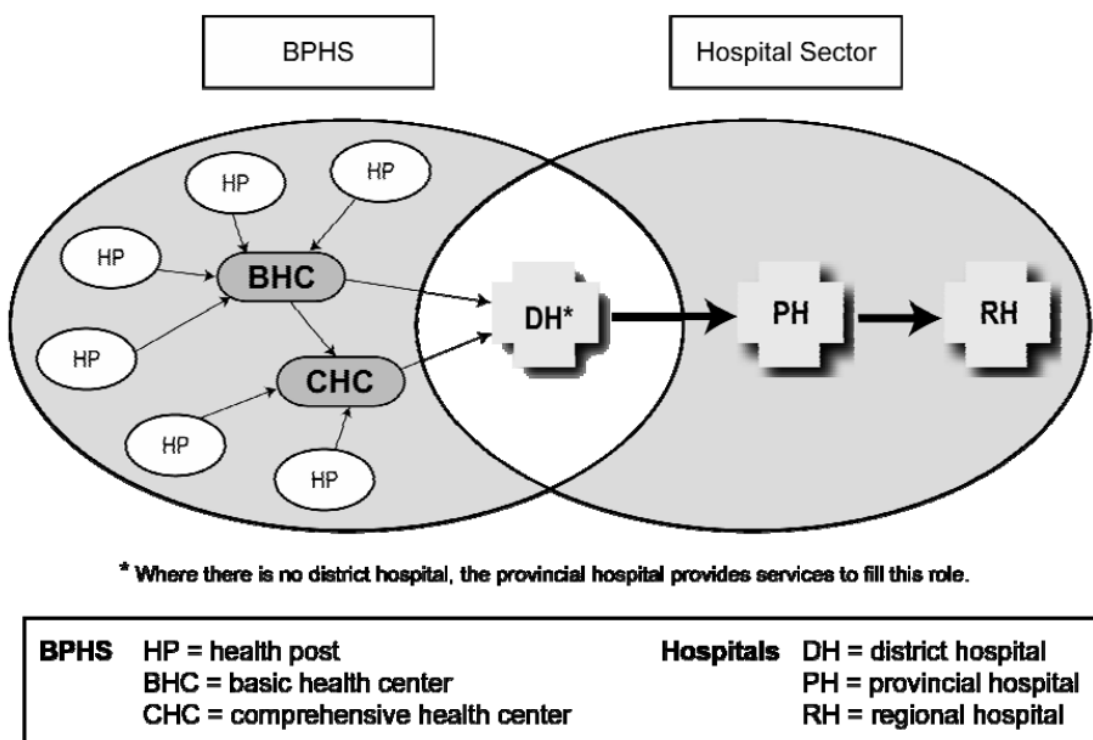 BPHS
Hospital Sector
HP
HP
HP
BHC
HP
CHC
HP
HP
DH*
PH
RH
* Where there is no district hospital, the provincial hospital provides services to fill this role.
BPHS HP = health post
BHC = basic health center
CHC = comprehensive health center
Hospitals DH = district hospital
PH = provincial hospital
RH = regional hospital